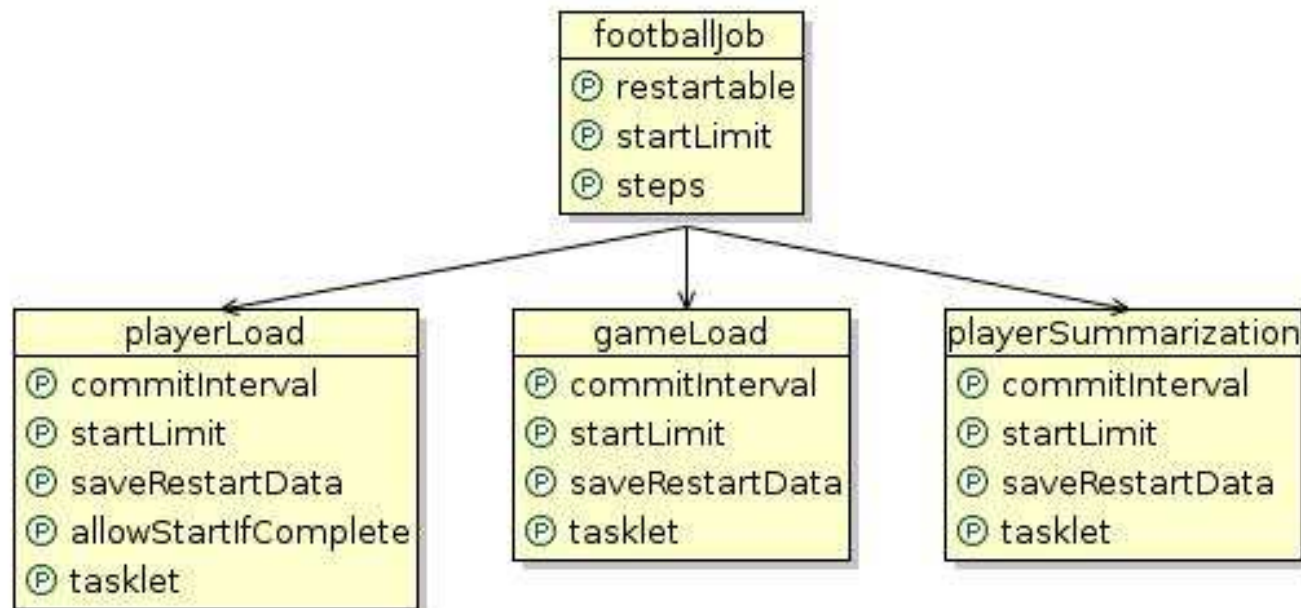 footballJob
P restartable
P startLimit
P steps
playerLoad
P commitInterval
P startLimit
P saveRestartData
P allowStartIfComplete
P tasklet
gameLoad
P commitInterval
P startLimit
P saveRestartData
P tasklet
playerSummarization
P commitInterval
P startLimit
P saveRestartData
P tasklet